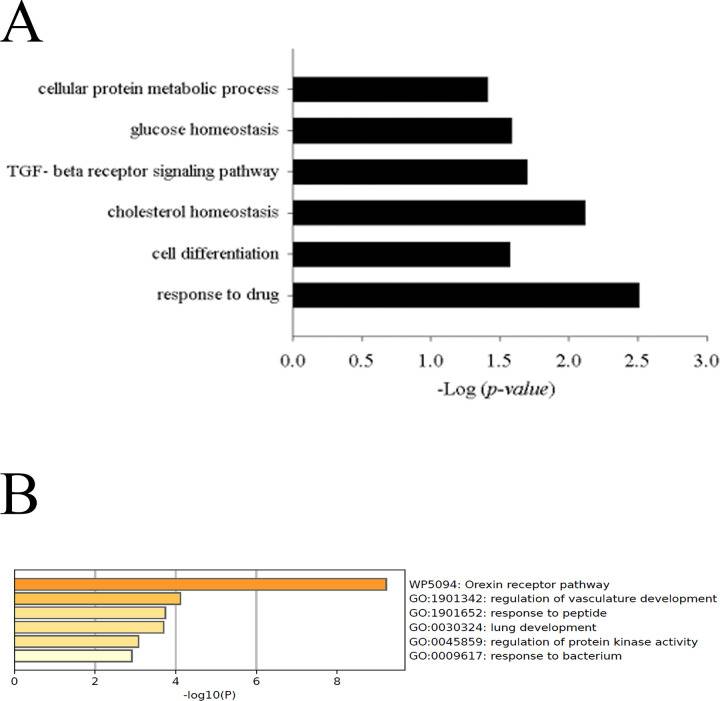 A
cellular protein metabolic process
glucose homeostasis
TGF- beta receptor signaling pathway
cholesterol homeostasis
cell differentiation
response to drug
0.0 0.5 1.0 1.5 2.0 2.5 3.0
-Log (p-value)
B
WP5094: Orexin receptor pathway
GO:1901342: regulation of vasculature development
GO:1901652: response to peptide
GO:0030324: lung development
GO:0045859: regulation of protein kinase activity
GO:0009617: response to bacterium
0 2 4 6 8
-log10(P)